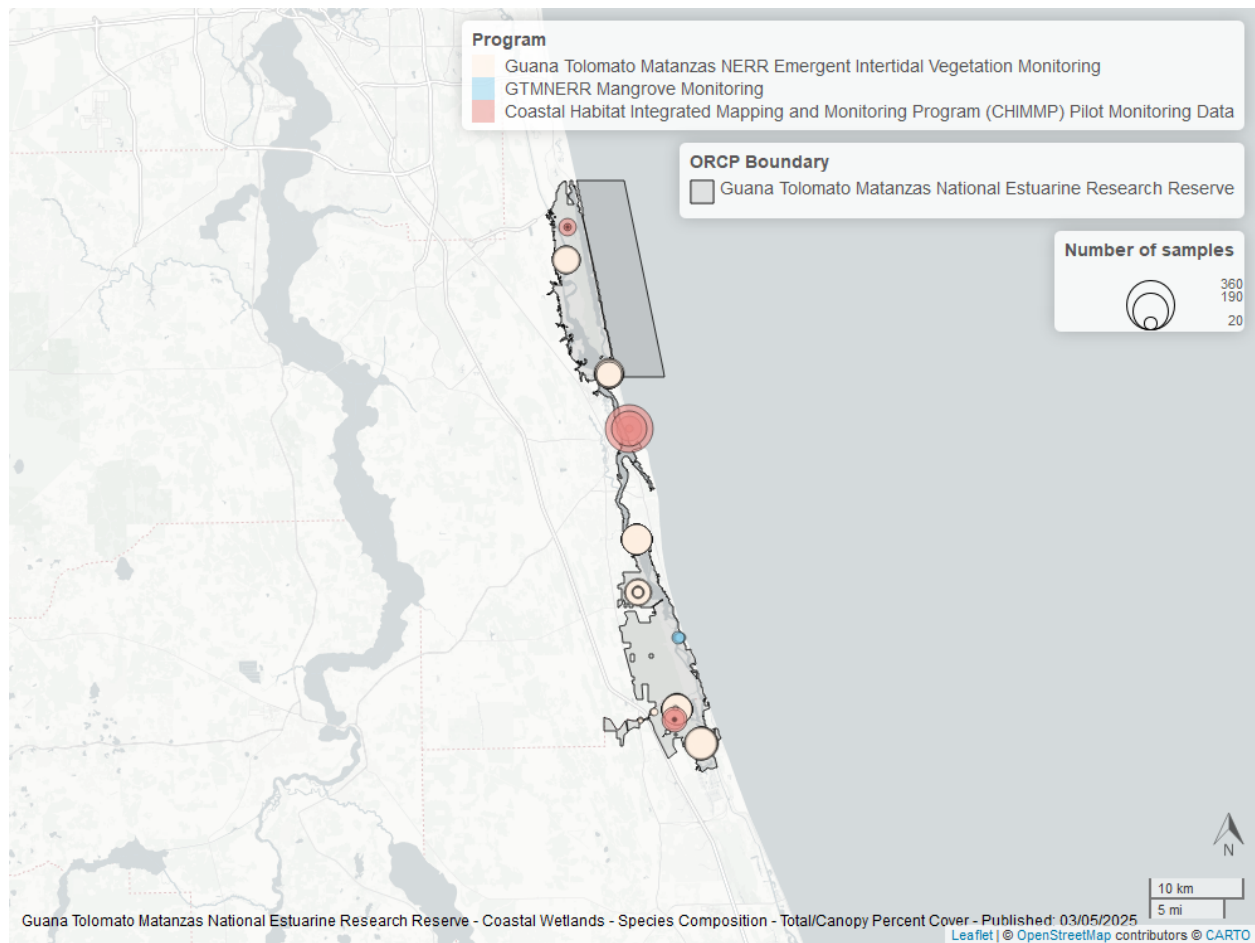 Program
Guana Tolomato Matanzas NERR Emergent Intertidal Vegetation Monitoring
GTMNERR Mangrove Monitoring
Coastal Habitat Integrated Mapping and Monitoring Program (CHIMMP) Pilot Monitoring Data
ORCP Boundary
Guana Tolomato Matanzas National Estuarine Research Reserve
Number of samples
360
190
20
N
10 km
5 mi
Guana Tolomato Matanzas National Estuarine Research Reserve - Coastal Wetlands - Species Composition - Total/Canopy Percent Cover - Published: 03/05/2025
Leaflet | © OpenStreetMap contributors © CARTO